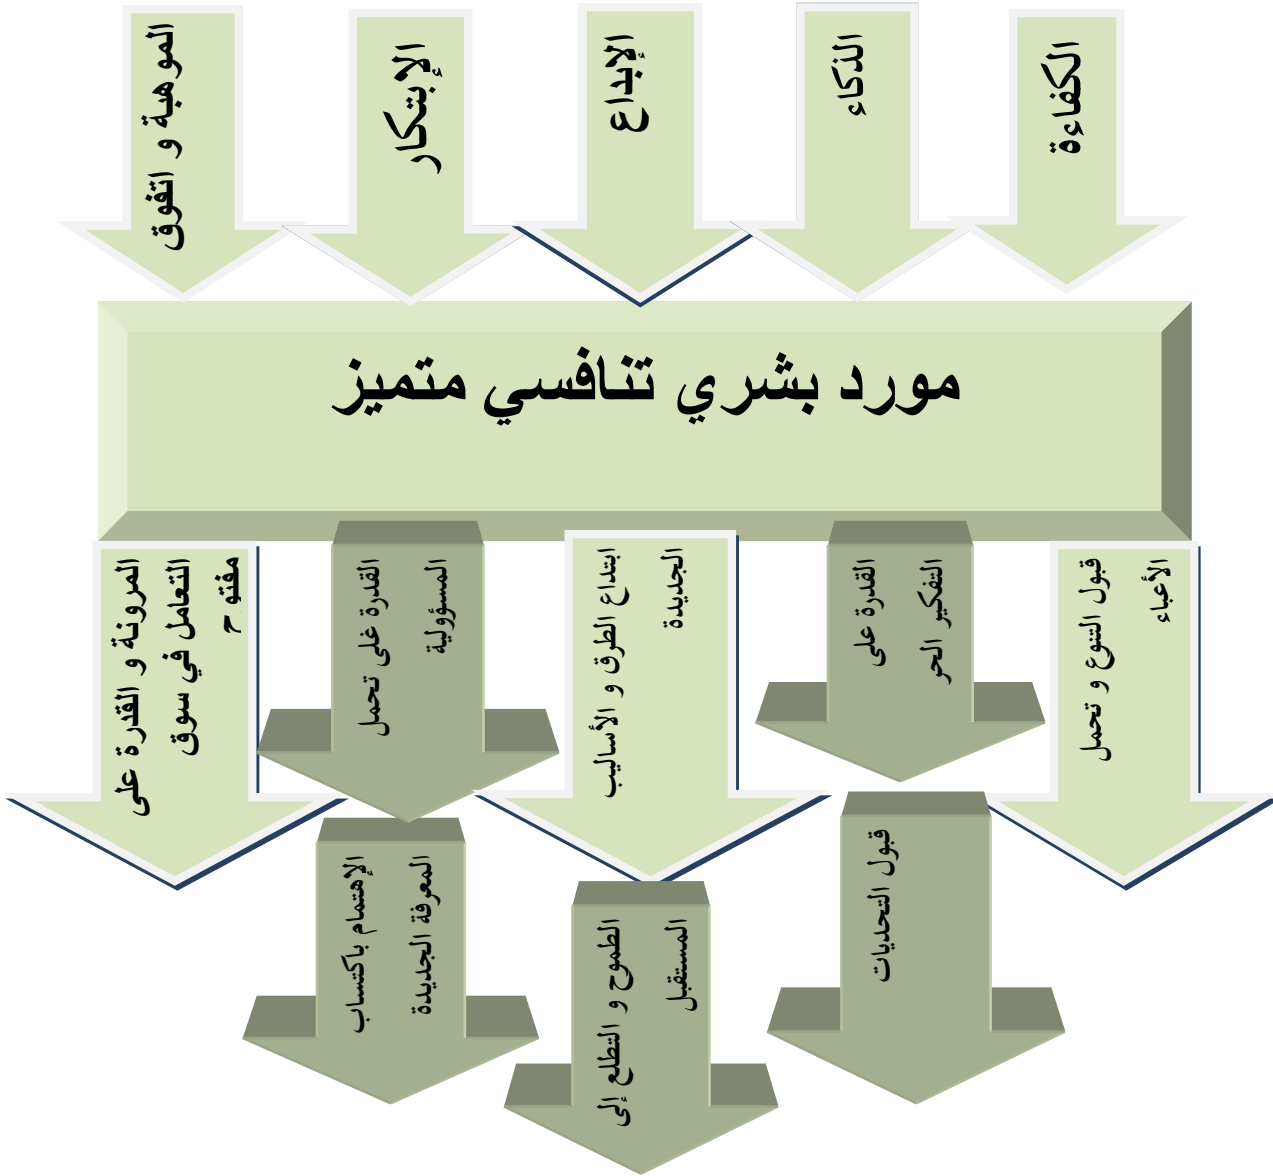 الكفاءة
الذكاء
الإبداع
الإبتكار
الموهبة و اتفوق
مورد بشري تنافسي متميز
قبول التنوع و تحمل
الأعباء
القدرة على
التفكير الحر
ابتداع الطرق و الأساليب
الجديدة
القدرة غلى تحمل
المسؤولية
المرونة و القدرة على
التعامل في سوق
مفتوح
قبول التحديات
الطموح و التطلع إلى
المستقبل
الإهتمام باكتساب
المعرفة الجديدة